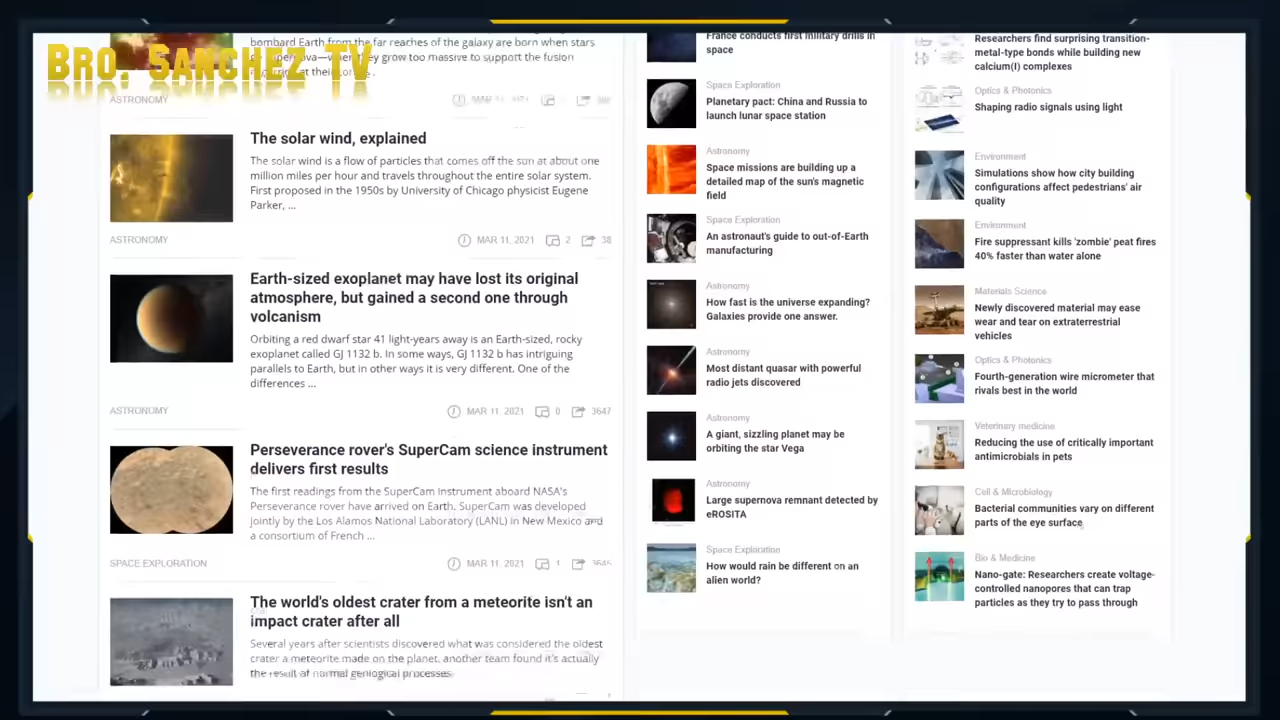 BRO. SANCHEZ TV
bombard Earth from the far reaches of the galaxy are born when stars
they grow too massive to support the fusion
ASTRONOMY
The solar wind, explained
The solar wind is a flow of particles that comes off the sun at about one
million miles per hour and travels throughout the entire solar system.
First proposed in the 1950s by University of Chicago physicist Eugene
Parker, ...
ASTRONOMY
MAR 11, 2021 2 38
Earth-sized exoplanet may have lost its original
atmosphere, but gained a second one through
volcanism
Orbiting a red dwarf star 41 light-years away is an Earth-sized, rocky
exoplanet called GJ 1132 b. In some ways, GJ 1132 b has intriguing
parallels to Earth, but in other ways it is very different. One of the
differences ...
ASTRONOMY
MAR 11, 2021 0 3647
Perseverance rover's SuperCam science instrument
delivers first results
The first readings from the SuperCam Instrument aboard NASA's
Perseverance rover have arrived on Earth. SuperCam was developed
jointly by the Los Alamos National Laboratory (LANL) in New Mexico and
a consortium of French ...
SPACE EXPLORATION
MAR 11, 2021 1 3645
The world's oldest crater from a meteorite isn't an
impact crater after all
Several years after scientists discovered what was considered the oldest
crater a meteorite made on the planet, another team found it's actually
the result of normal geological processes.
France conducts first military drills in
space
Space Exploration
Planetary pact: China and Russia to
launch lunar space station
Astronomy
Space missions are building up a
detailed map of the sun's magnetic
field
Space Exploration
An astronaut's guide to out-of-Earth
manufacturing
Astronomy
How fast is the universe expanding?
Galaxies provide one answer.
Astronomy
Most distant quasar with powerful
radio jets discovered
Astronomy
A giant, sizzling planet may be
orbiting the star Vega
Astronomy
Large supernova remnant detected by
eROSITA
Space Exploration
How would rain be different on an
alien world?
Researchers find surprising transition-
metal-type bonds while building new
calcium(I) complexes
Optics & Photonics
Shaping radio signals using light
Environment
Simulations show how city building
configurations affect pedestrians' air
quality
Environment
Fire suppressant kills 'zombie' peat fires
40% faster than water alone
Materials Science
Newly discovered material may ease
wear and tear on extraterrestrial
vehicles
Optics & Photonics
Fourth-generation wire micrometer that
rivals best in the world
Veterinary medicine
Reducing the use of critically important
antimicrobials in pets
Cell & Microbiology
Bacterial communities vary on different
parts of the eye surface
Bio & Medicine
Nano-gate: Researchers create voltage-
controlled nanopores that can trap
particles as they try to pass through